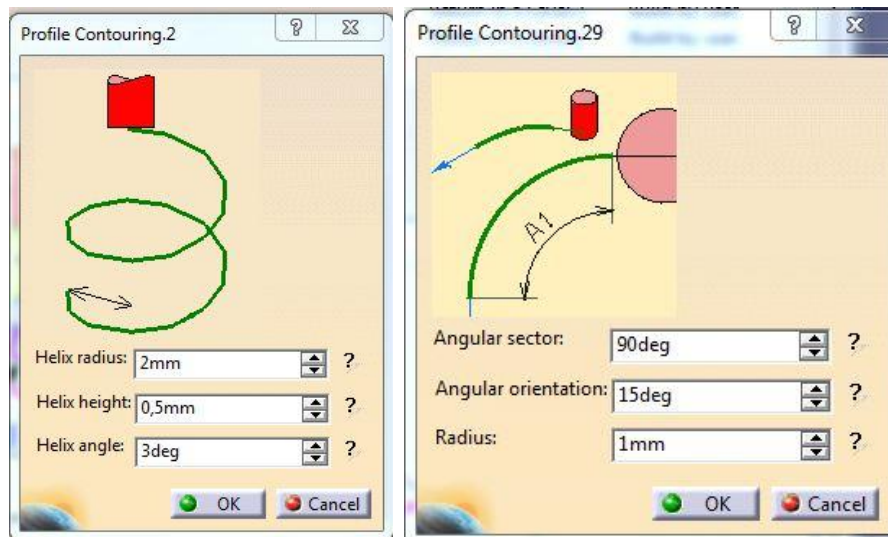 Profile Contouring.2
?
Helix radius: 2mm ?
Helix height: 0,5mm ?
Helix angle: 3deg ?
OK Cancel
Profile Contouring.29
?
A1
Angular sector: 90deg ?
Angular orientation: 15deg ?
Radius: 1mm ?
OK Cancel